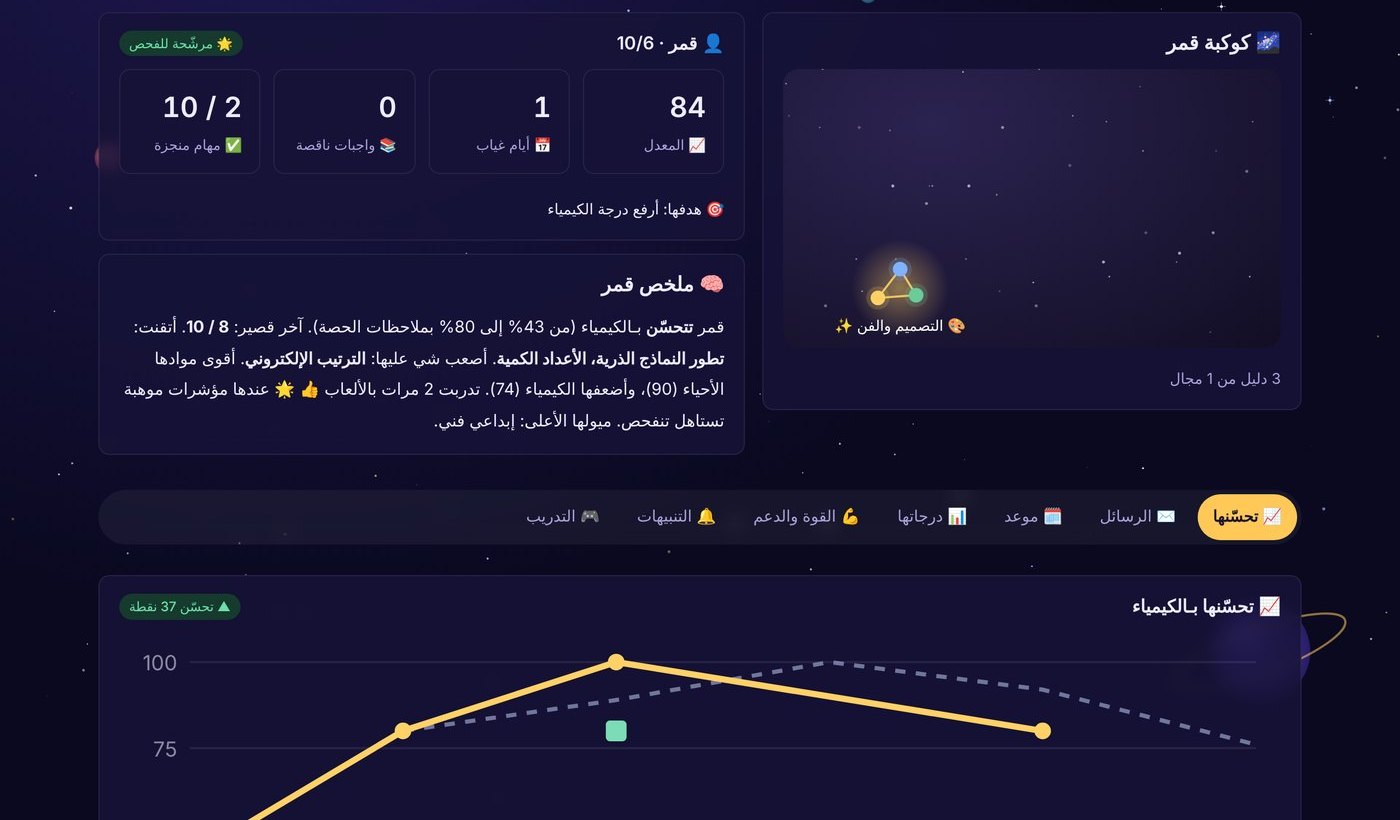 🌌 كوكبة قمر
🎨 التصميم والفن ✨
3 دليل من 1 مجال
👤 قمر · 10/6
🌟 مرشّحة للفحص
84
📈 المعدل
1
📅 أيام غياب
0
📚 واجبات ناقصة
2 / 10
✅ مهام منجزة
🎯 هدفها: أرفع درجة الكيمياء
🧠 ملخص قمر
قمر تتحسّن بـالكيمياء (من 43% إلى 80% بملاحظات الحصة). آخر قصير: 8 / 10. أتقنت:
تطور النماذج الذرية، الأعداد الكمية. أصعب شي عليها: الترتيب الإلكتروني. أقوى موادها
الأحياء (90)، وأضعفها الكيمياء (74). تدربت 2 مرات بالألعاب 👍 🌟 عندها مؤشرات موهبة
تستاهل تنفحص. ميولها الأعلى: إبداعي فني.
📈 تحسّنها
✉️ الرسائل
🗓️ موعد
📊 درجاتها
💪 القوة والدعم
🔔 التنبيهات
🎮 التدريب
📈 تحسّنها بـالكيمياء
▲ تحسّن 37 نقطة
100
75